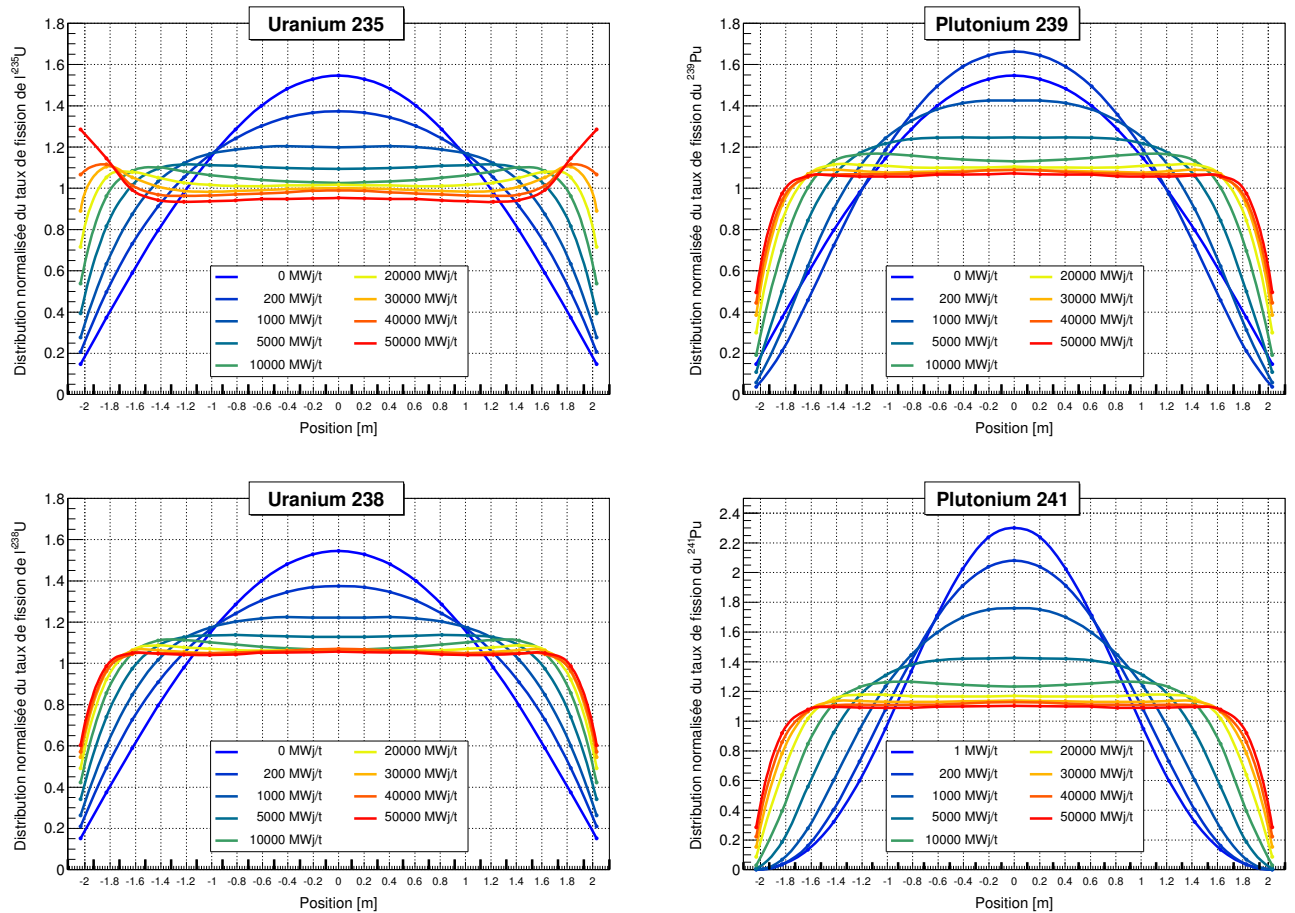 Uranium 235
Distribution normalisée du taux de fission de l'²³⁵U
1.8
1.6
1.4
1.2
1
0.8
0.6
0.4
0.2
0
0 MWj/t 20000 MWj/t
200 MWj/t 30000 MWj/t
1000 MWj/t 40000 MWj/t
5000 MWj/t 50000 MWj/t
10000 MWj/t
-2 -1.8 -1.6 -1.4 -1.2 -1 -0.8 -0.6 -0.4 -0.2 0 0.2 0.4 0.6 0.8 1 1.2 1.4 1.6 1.8 2
Position [m]
Plutonium 239
Distribution normalisée du taux de fission du ²³⁹Pu
1.8
1.6
1.4
1.2
1
0.8
0.6
0.4
0.2
0
0 MWj/t 20000 MWj/t
200 MWj/t 30000 MWj/t
1000 MWj/t 40000 MWj/t
5000 MWj/t 50000 MWj/t
10000 MWj/t
-2 -1.8 -1.6 -1.4 -1.2 -1 -0.8 -0.6 -0.4 -0.2 0 0.2 0.4 0.6 0.8 1 1.2 1.4 1.6 1.8 2
Position [m]
Uranium 238
Distribution normalisée du taux de fission de l'²³⁸U
1.8
1.6
1.4
1.2
1
0.8
0.6
0.4
0.2
0
0 MWj/t 20000 MWj/t
200 MWj/t 30000 MWj/t
1000 MWj/t 40000 MWj/t
5000 MWj/t 50000 MWj/t
10000 MWj/t
-2 -1.8 -1.6 -1.4 -1.2 -1 -0.8 -0.6 -0.4 -0.2 0 0.2 0.4 0.6 0.8 1 1.2 1.4 1.6 1.8 2
Position [m]
Plutonium 241
Distribution normalisée du taux de fission du ²⁴¹Pu
2.4
2.2
2
1.8
1.6
1.4
1.2
1
0.8
0.6
0.4
0.2
0
1 MWj/t 20000 MWj/t
200 MWj/t 30000 MWj/t
1000 MWj/t 40000 MWj/t
5000 MWj/t 50000 MWj/t
10000 MWj/t
-2 -1.8 -1.6 -1.4 -1.2 -1 -0.8 -0.6 -0.4 -0.2 0 0.2 0.4 0.6 0.8 1 1.2 1.4 1.6 1.8 2
Position [m]